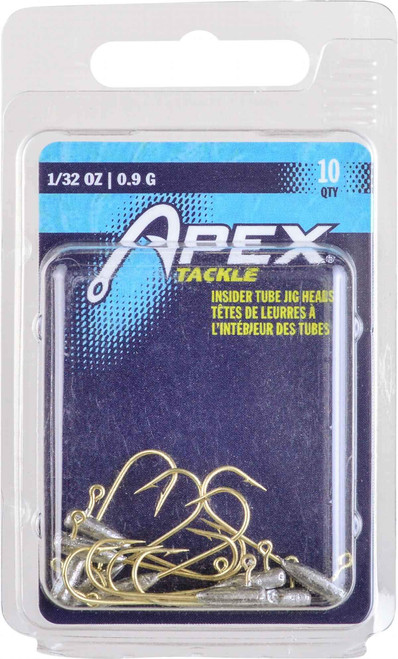 1/32 OZ | 0.9 G
10
QTY
APEX®
TACKLE
INSIDER TUBE JIG HEADS
TÊTES DE LEURRES À
L'INTÉRIEUR DES TUBES